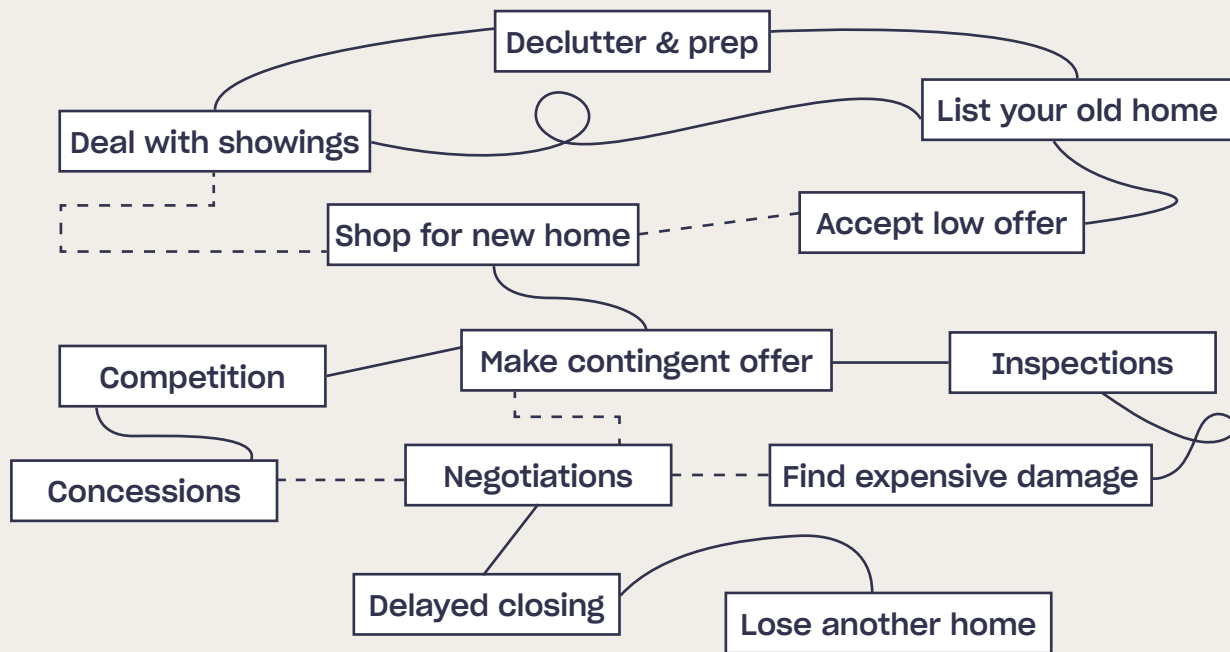 Declutter & prep
List your old home
Deal with showings
Accept low offer
Shop for new home
Make contingent offer
Inspections
Competition
Negotiations
Find expensive damage
Concessions
Delayed closing
Lose another home